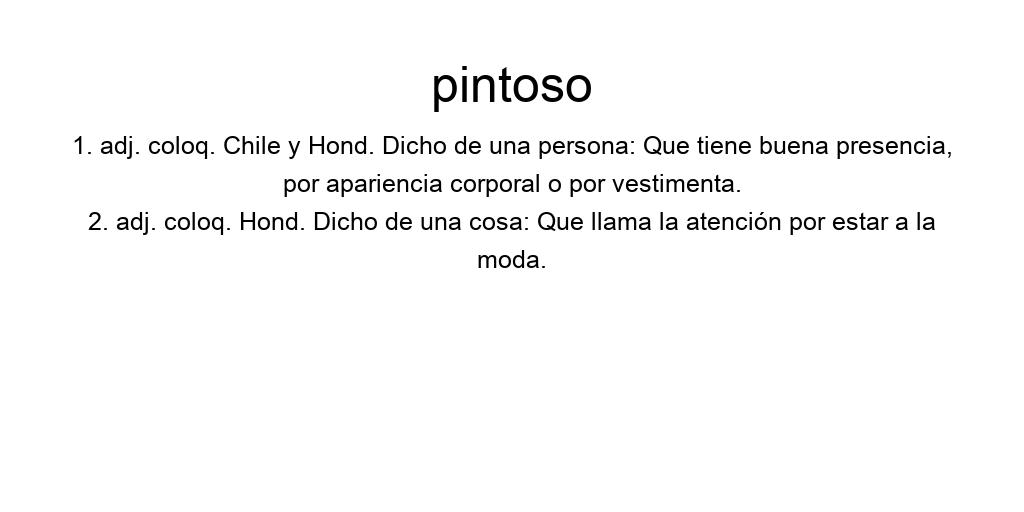 pintoso
1. adj. coloq. Chile y Hond. Dicho de una persona: Que tiene buena presencia,
por apariencia corporal o por vestimenta.
2. adj. coloq. Hond. Dicho de una cosa: Que llama la atención por estar a la
moda.